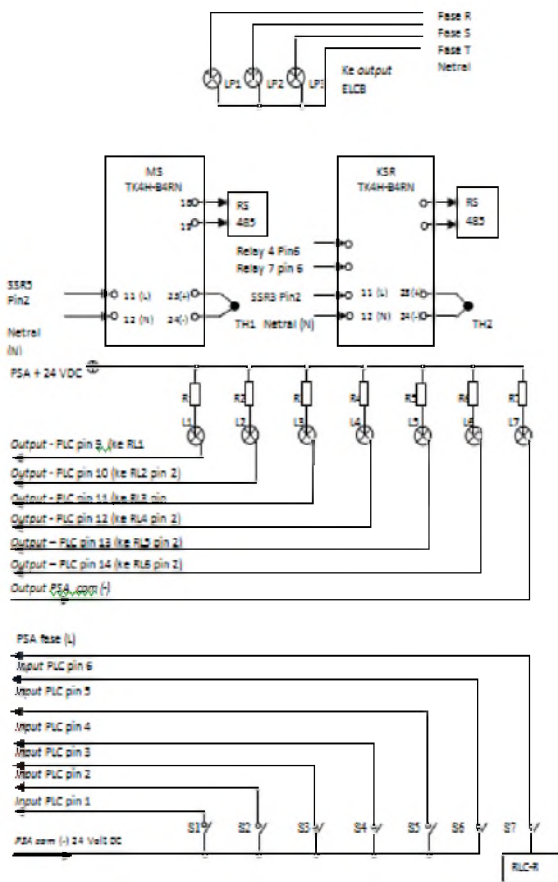 Fase R
Fase S
Fase T
Netral
Ke output
ELCB
LP1 LP2 LP3
MS
TK4H-B4RN
RS
485
11 (L) 23(+)
12 (N) 24(-)
SSR5
Pin2
Netral
(N)
TH1
KSR
TK4H-B4RN
RS
485
Relay 4 Pin6
Relay 7 pin 6
SSR3 Pin2
Netral (N)
11 (L) 23(+)
12 (N) 24(-)
TH2
PSA + 24 VDC
R2 R3 R4 R5 R6
L1 L2 L3 L4 L5 L6 L7
Output - PLC pin 9, (ke RL1
Output - PLC pin 10 (ke RL2 pin 2)
Output - PLC pin 11 (ke RL3 pin
Output - PLC pin 12 (ke RL4 pin 2)
Output – PLC pin 13 (ke RL5 pin 2)
Output – PLC pin 14 (ke RL6 pin 2)
Output PSA com (-)
PSA fase (L)
Input PLC pin 6
Input PLC pin 5
Input PLC pin 4
Input PLC pin 3
Input PLC pin 2
Input PLC pin 1
S1 S2 S3 S4 S5 S6 S7
PSA com (-) 24 Volt DC
RLC-R